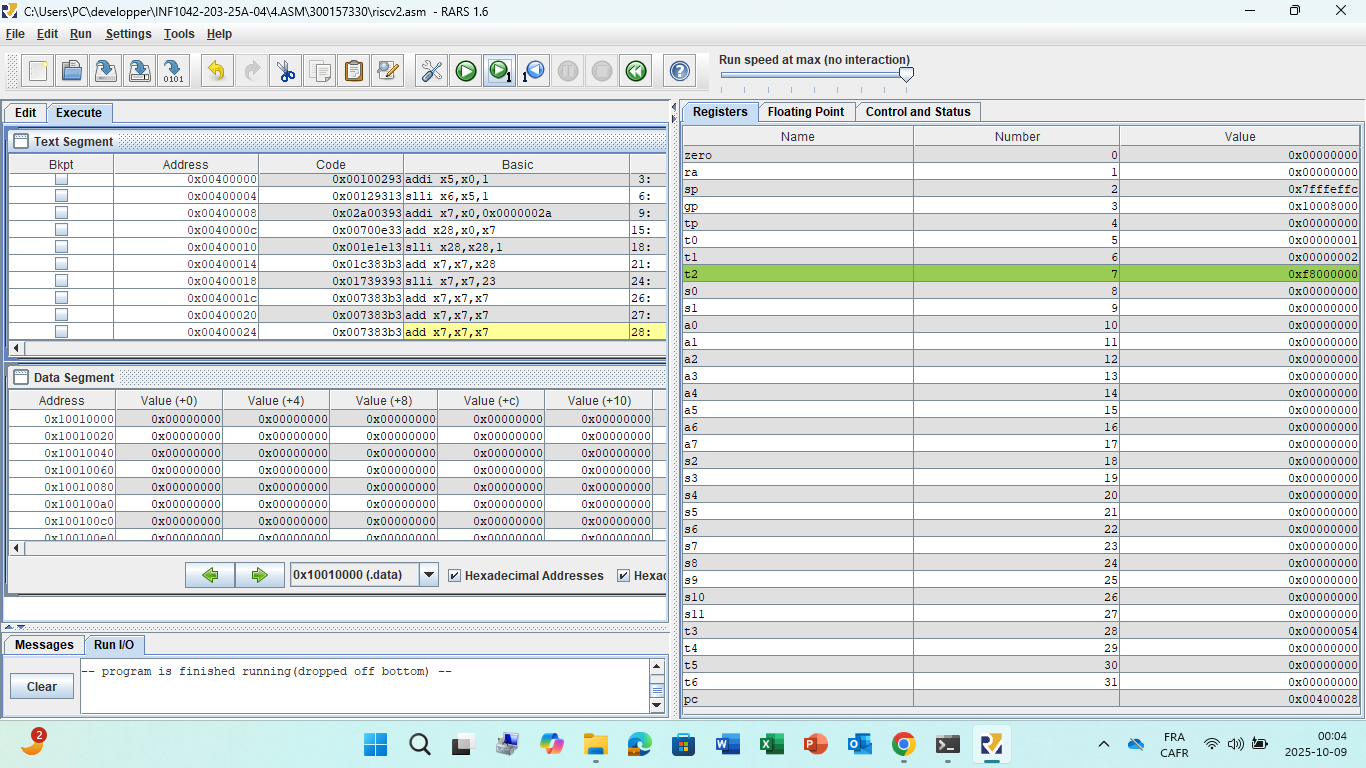 C:\Users\PC\developper\INF1042-203-25A-04\4.ASM\300157330\riscv2.asm - RARS 1.6
File Edit Run Settings Tools Help
Run speed at max (no interaction)
Edit Execute
Text Segment
Bkpt Address Code Basic
0x00400000 0x00100293 addi x5,x0,1 3:
0x00400004 0x00129313 slli x6,x5,1 6:
0x00400008 0x02a00393 addi x7,x0,0x0000002a 9:
0x0040000c 0x00700e33 add x28,x0,x7 15:
0x00400010 0x001e1e13 slli x28,x28,1 18:
0x00400014 0x01c383b3 add x7,x7,x28 21:
0x00400018 0x01739393 slli x7,x7,23 24:
0x0040001c 0x007383b3 add x7,x7,x7 26:
0x00400020 0x007383b3 add x7,x7,x7 27:
0x00400024 0x007383b3 add x7,x7,x7 28:
Data Segment
Address Value (+0) Value (+4) Value (+8) Value (+c) Value (+10)
0x10010000 0x00000000 0x00000000 0x00000000 0x00000000 0x00000000
0x10010020 0x00000000 0x00000000 0x00000000 0x00000000 0x00000000
0x10010040 0x00000000 0x00000000 0x00000000 0x00000000 0x00000000
0x10010060 0x00000000 0x00000000 0x00000000 0x00000000 0x00000000
0x10010080 0x00000000 0x00000000 0x00000000 0x00000000 0x00000000
0x100100a0 0x00000000 0x00000000 0x00000000 0x00000000 0x00000000
0x100100c0 0x00000000 0x00000000 0x00000000 0x00000000 0x00000000
0x100100e0 0x00000000 0x00000000 0x00000000 0x00000000 0x00000000
0x10010000 (.data) Hexadecimal Addresses Hexad
Messages Run I/O
Clear
-- program is finished running(dropped off bottom) --
Registers Floating Point Control and Status
Name Number Value
zero 0 0x00000000
ra 1 0x00000000
sp 2 0x7fffeffc
gp 3 0x10008000
tp 4 0x00000000
t0 5 0x00000001
t1 6 0x00000002
t2 7 0xf8000000
s0 8 0x00000000
s1 9 0x00000000
a0 10 0x00000000
a1 11 0x00000000
a2 12 0x00000000
a3 13 0x00000000
a4 14 0x00000000
a5 15 0x00000000
a6 16 0x00000000
a7 17 0x00000000
s2 18 0x00000000
s3 19 0x00000000
s4 20 0x00000000
s5 21 0x00000000
s6 22 0x00000000
s7 23 0x00000000
s8 24 0x00000000
s9 25 0x00000000
s10 26 0x00000000
s11 27 0x00000000
t3 28 0x00000054
t4 29 0x00000000
t5 30 0x00000000
t6 31 0x00000000
pc 0x00400028
2
FRA
CAFR
00:04
2025-10-09